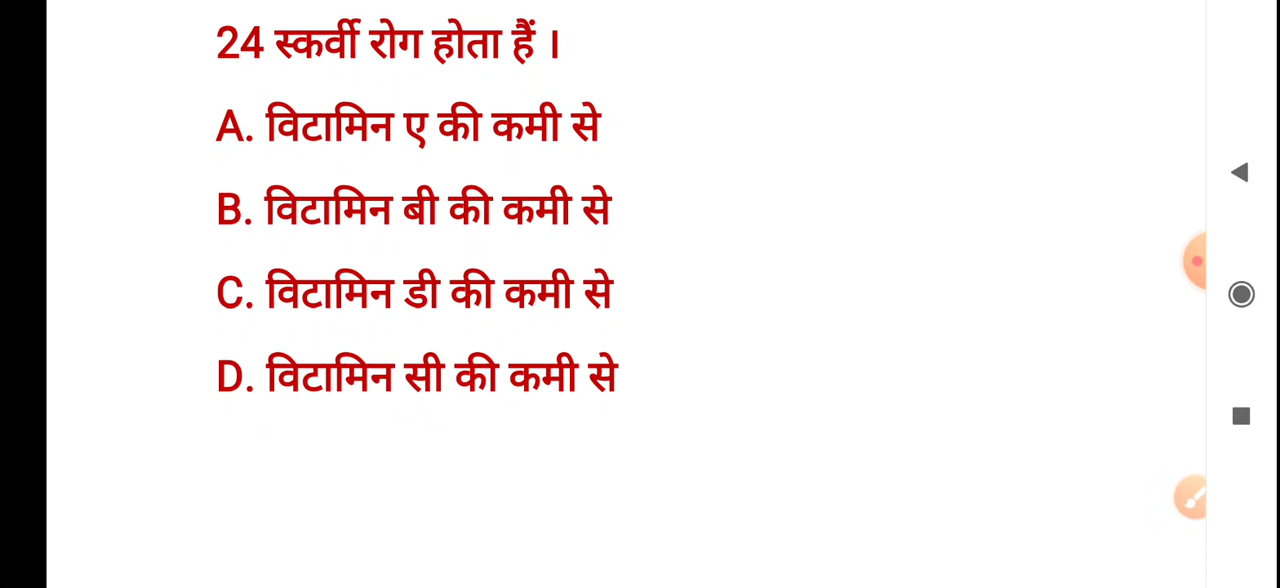 24 स्कर्वी रोग होता हैं ।
A. विटामिन ए की कमी से
B. विटामिन बी की कमी से
C. विटामिन डी की कमी से
D. विटामिन सी की कमी से